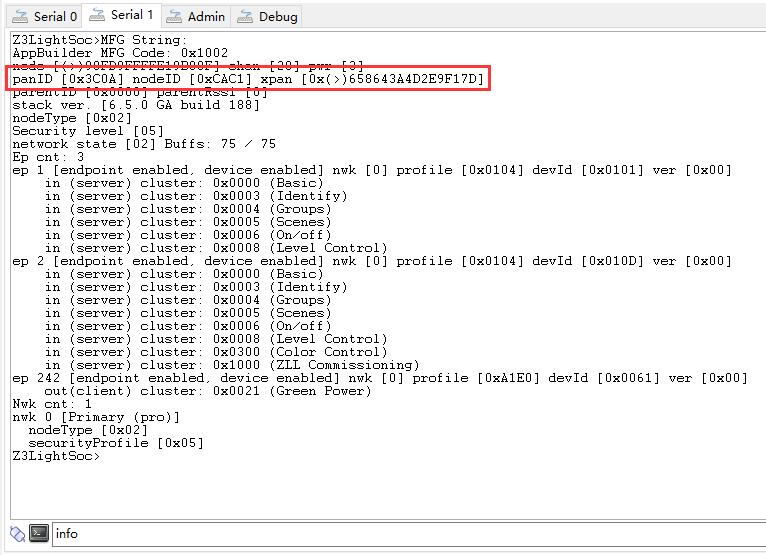 Serial 0 Serial 1 Admin Debug
Z3LightSoc>MFG String:
AppBuilder MFG Code: 0x1002
panID [0x3C0A] nodeID [0xCAC1] xpan [0x(>)658643A4D2E9F17D]
parentID [0x0000] parentRssi [0]
stack ver. [6.5.0 GA build 188]
nodeType [0x02]
Security level [05]
network state [02] Buffs: 75 / 75
Ep cnt: 3
ep 1 [endpoint enabled, device enabled] nwk [0] profile [0x0104] devId [0x0101] ver [0x00]
in (server) cluster: 0x0000 (Basic)
in (server) cluster: 0x0003 (Identify)
in (server) cluster: 0x0004 (Groups)
in (server) cluster: 0x0005 (Scenes)
in (server) cluster: 0x0006 (On/off)
in (server) cluster: 0x0008 (Level Control)
ep 2 [endpoint enabled, device enabled] nwk [0] profile [0x0104] devId [0x010D] ver [0x00]
in (server) cluster: 0x0000 (Basic)
in (server) cluster: 0x0003 (Identify)
in (server) cluster: 0x0004 (Groups)
in (server) cluster: 0x0005 (Scenes)
in (server) cluster: 0x0006 (On/off)
in (server) cluster: 0x0008 (Level Control)
in (server) cluster: 0x0300 (Color Control)
in (server) cluster: 0x1000 (ZLL Commissioning)
ep 242 [endpoint enabled, device enabled] nwk [0] profile [0xA1E0] devId [0x0061] ver [0x00]
out(client) cluster: 0x0021 (Green Power)
Nwk cnt: 1
nwk 0 [Primary (pro)]
nodeType [0x02]
securityProfile [0x05]
Z3LightSoc>
info